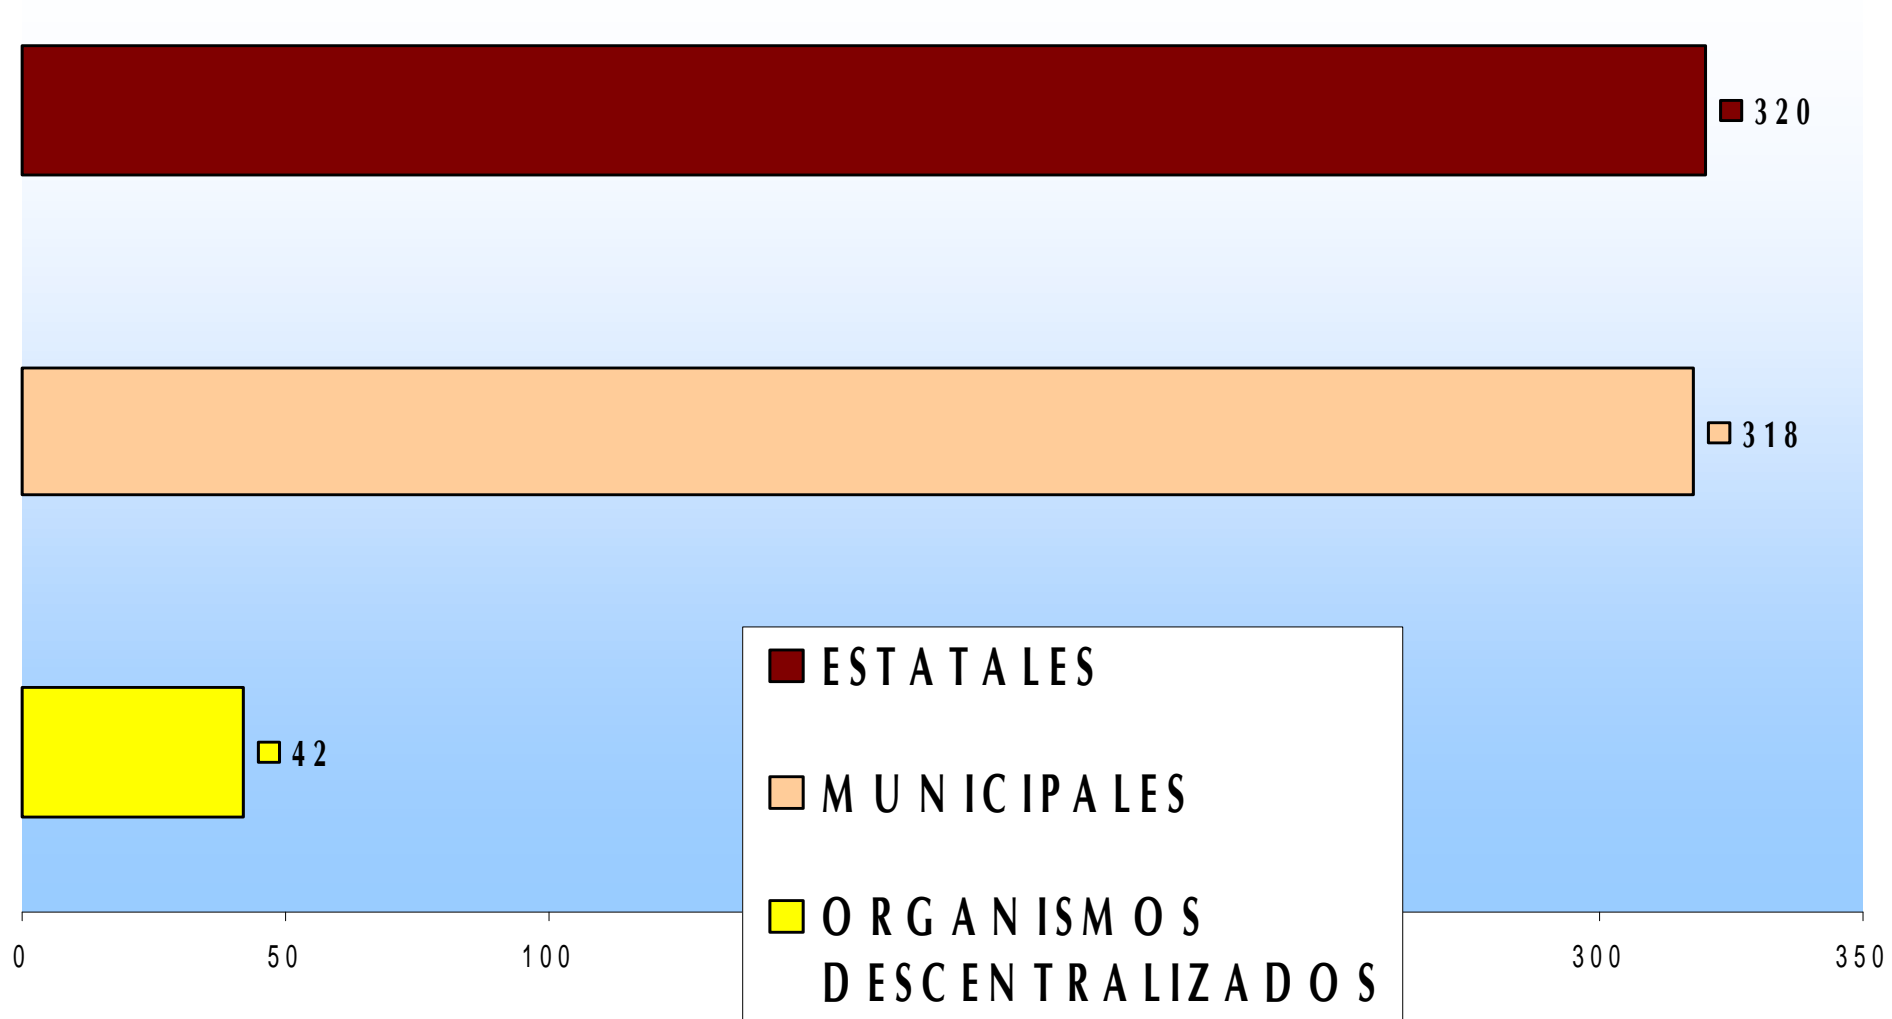 320
318
42
ESTATALES
MUNICIPALES
ORGANISMOS
DESCENTRALIZADOS
0 50 100 300 350